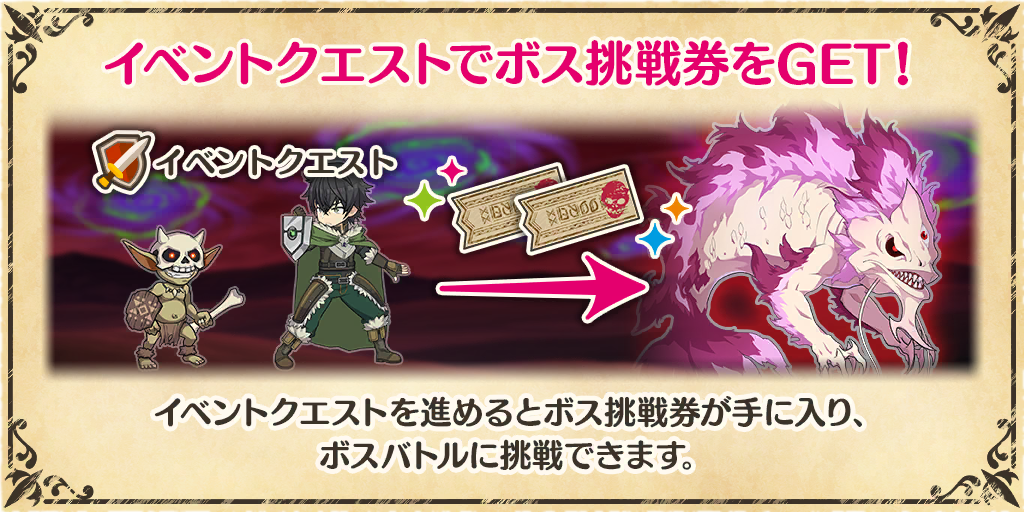 イベントクエストでボス挑戦券をGET!
イベントクエスト
イベントクエストを進めるとボス挑戦券が手に入り、
ボスバトルに挑戦できます。